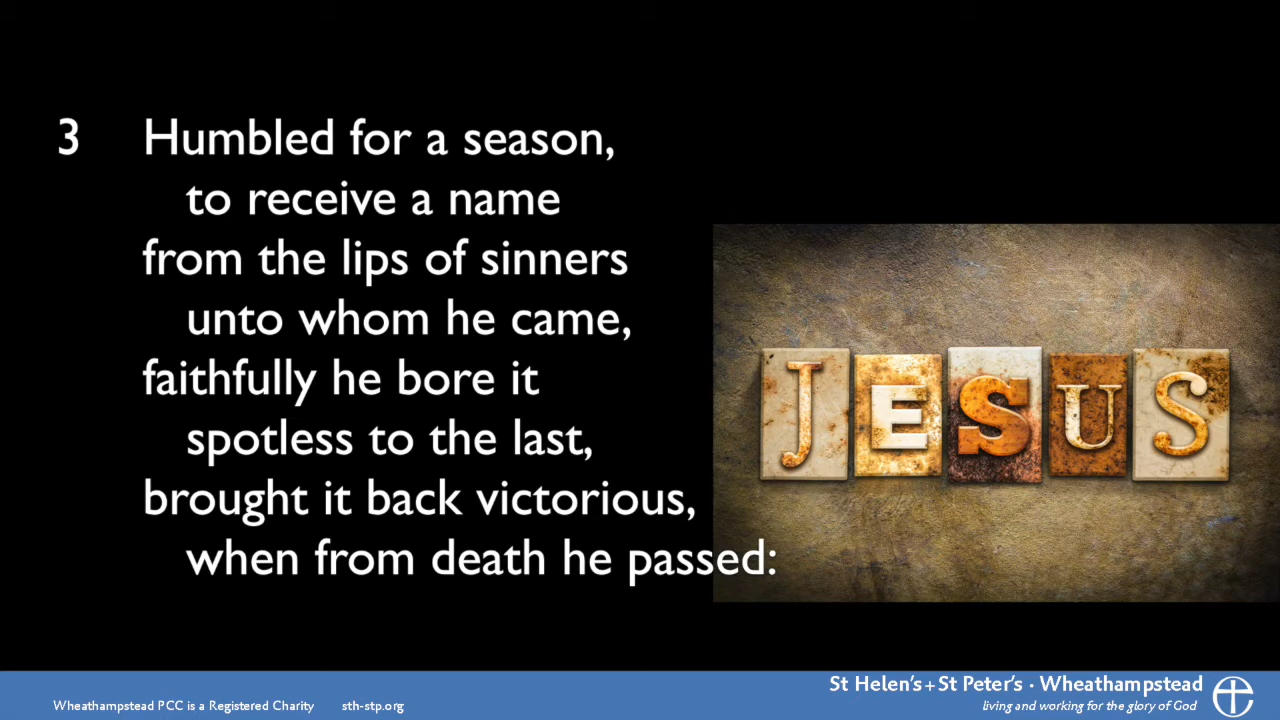 3 Humbled for a season,
to receive a name
from the lips of sinners
unto whom he came,
faithfully he bore it
spotless to the last,
brought it back victorious,
when from death he passed:
JESUS
St Helen's + St Peter's · Wheathampstead
living and working for the glory of God
Wheathampstead PCC is a Registered Charity sth-stp.org